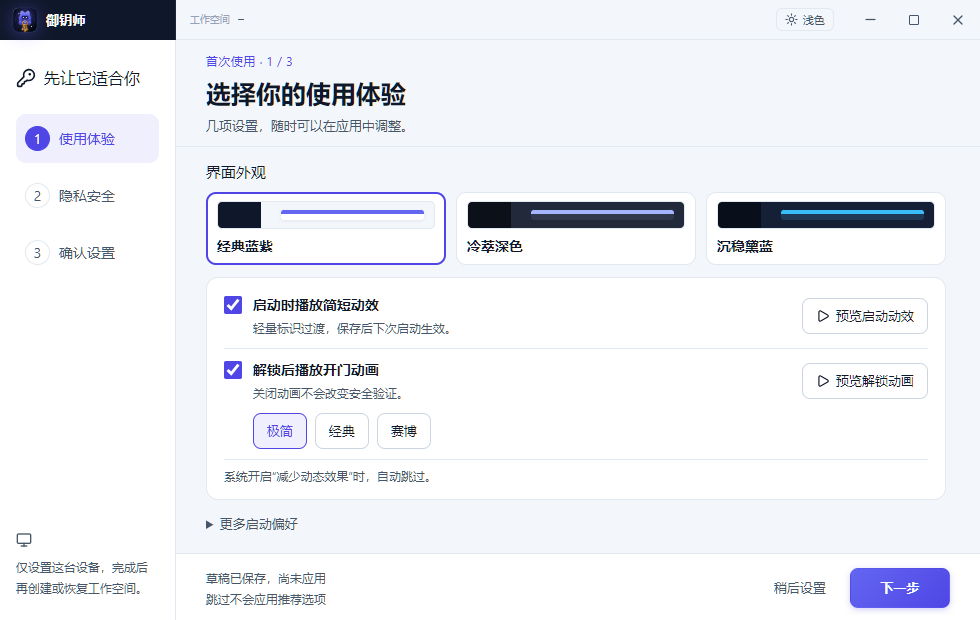 御钥师
工作空间 –
浅色
先让它适合你
1 使用体验
2 隐私安全
3 确认设置
仅设置这台设备，完成后
再创建或恢复工作空间。
首次使用 · 1 / 3
选择你的使用体验
几项设置，随时可以在应用中调整。
界面外观
经典蓝紫
冷萃深色
沉稳黛蓝
启动时播放简短动效
轻量标识过渡，保存后下次启动生效。
预览启动动效
解锁后播放开门动画
关闭动画不会改变安全验证。
预览解锁动画
极简
经典
赛博
系统开启“减少动态效果”时，自动跳过。
更多启动偏好
草稿已保存，尚未应用
跳过不会应用推荐选项
稍后设置
下一步